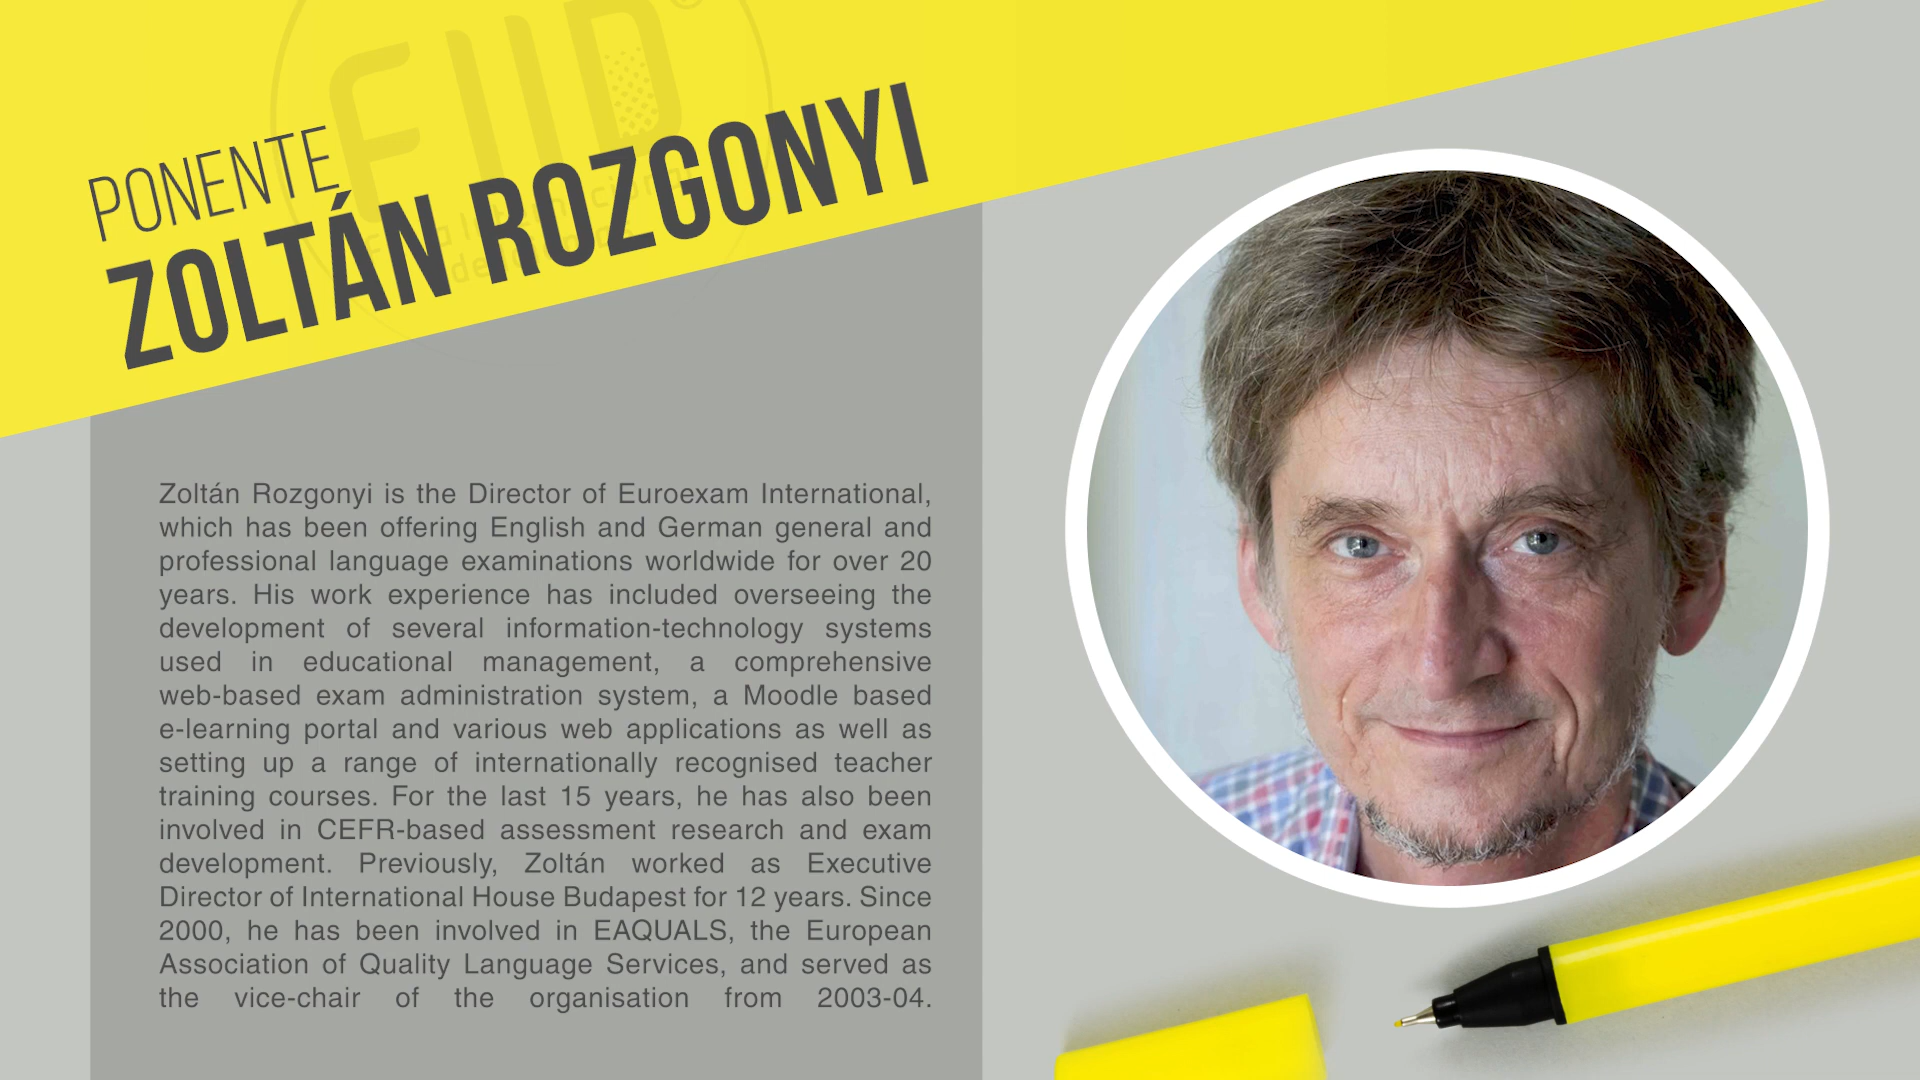 PONENTE
ZOLTÁN ROZGONYI
Zoltán Rozgonyi is the Director of Euroexam International,
which has been offering English and German general and
professional language examinations worldwide for over 20
years. His work experience has included overseeing the
development of several information-technology systems
used in educational management, a comprehensive
web-based exam administration system, a Moodle based
e-learning portal and various web applications as well as
setting up a range of internationally recognised teacher
training courses. For the last 15 years, he has also been
involved in CEFR-based assessment research and exam
development. Previously, Zoltán worked as Executive
Director of International House Budapest for 12 years. Since
2000, he has been involved in EAQUALS, the European
Association of Quality Language Services, and served as
the vice-chair of the organisation from 2003-04.